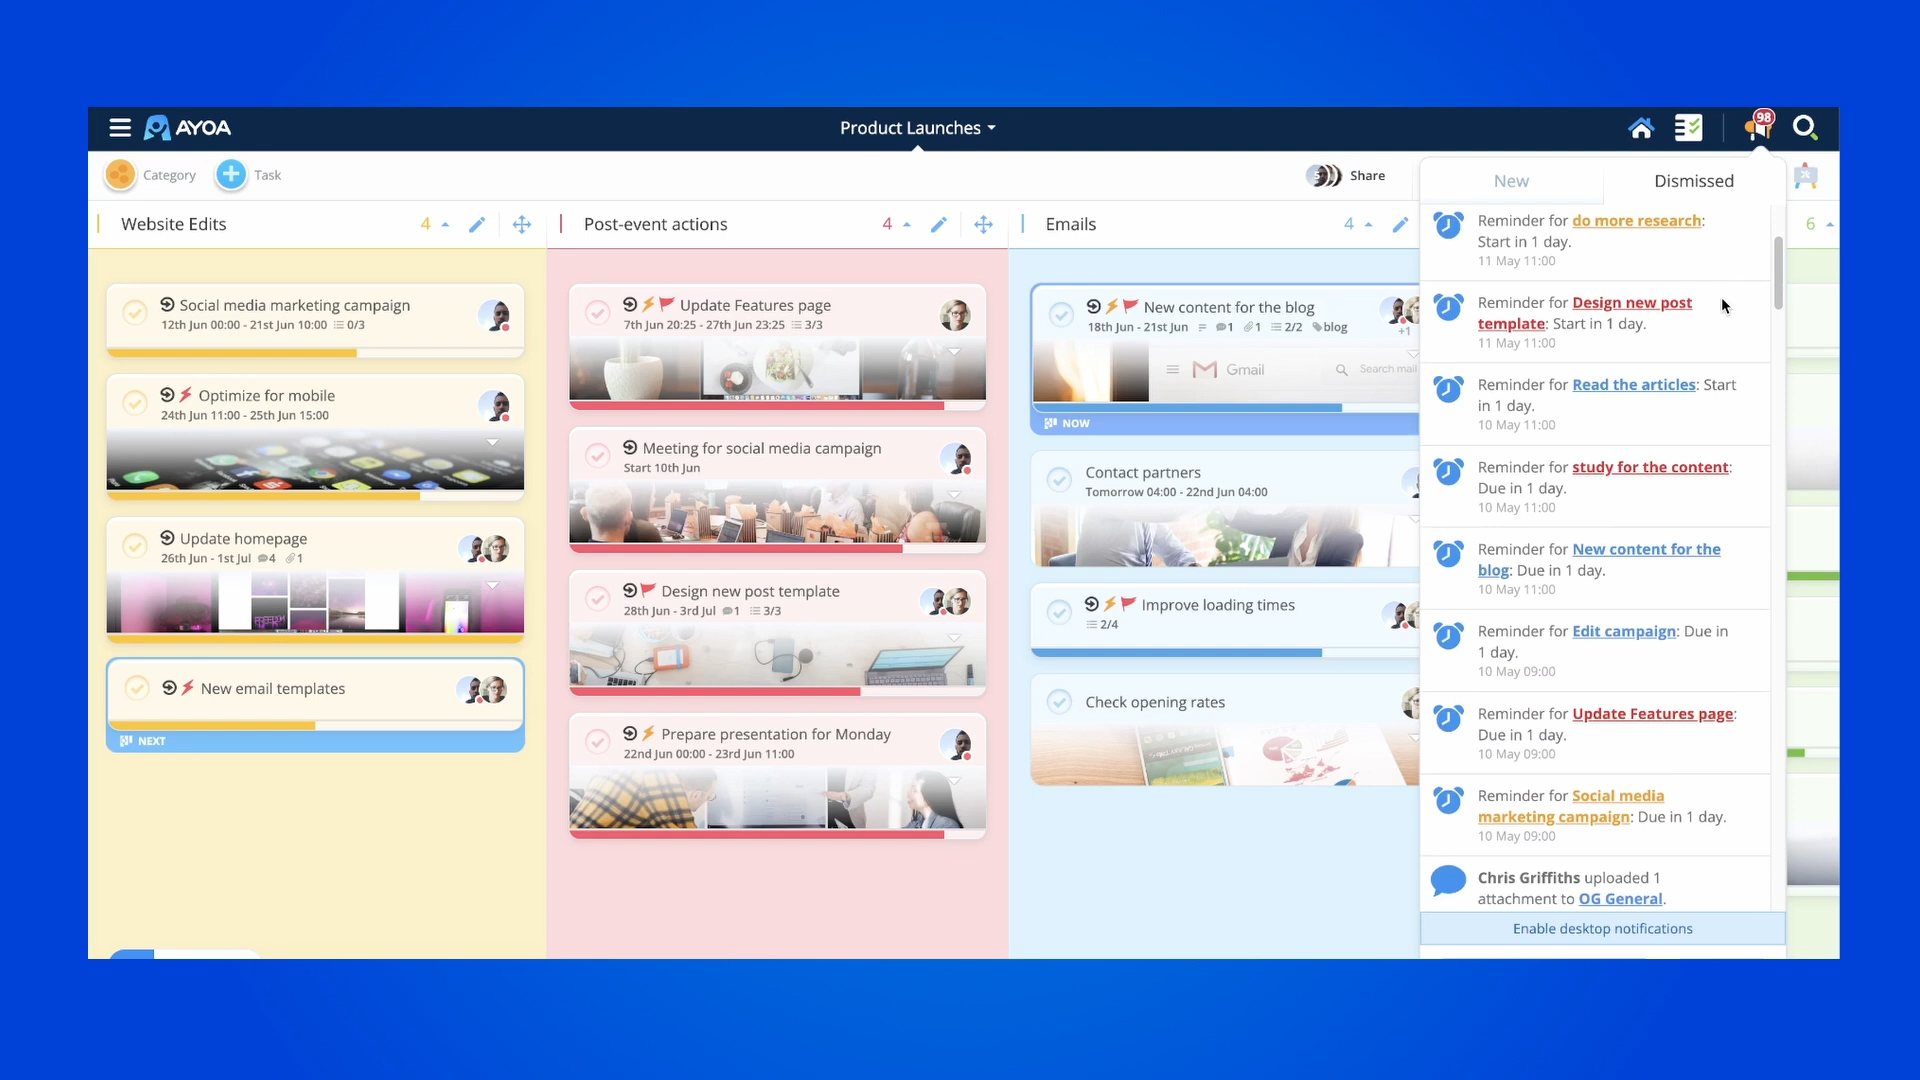 AYOA
Product Launches
98
Category
Task
Share
New
Dismissed
Website Edits
4
Post-event actions
4
Emails
4
6
Social media marketing campaign
12th Jun 00:00 - 21st Jun 10:00 0/3
Optimize for mobile
24th Jun 11:00 - 25th Jun 15:00
Update homepage
26th Jun - 1st Jul 4 1
New email templates
NEXT
Update Features page
7th Jun 20:25 - 27th Jun 23:25 3/3
Meeting for social media campaign
Start 10th Jun
Design new post template
28th Jun - 3rd Jul 1 3/3
Prepare presentation for Monday
22nd Jun 00:00 - 23rd Jun 11:00
New content for the blog
18th Jun - 21st Jun 1 1 2/2 blog
+1
Gmail
Search mail
NOW
Contact partners
Tomorrow 04:00 - 22nd Jun 04:00
Improve loading times
2/4
Check opening rates
Reminder for do more research:
Start in 1 day.
11 May 11:00
Reminder for Design new post
template: Start in 1 day.
11 May 11:00
Reminder for Read the articles: Start
in 1 day.
10 May 11:00
Reminder for study for the content:
Due in 1 day.
10 May 11:00
Reminder for New content for the
blog: Due in 1 day.
10 May 11:00
Reminder for Edit campaign: Due in
1 day.
10 May 09:00
Reminder for Update Features page:
Due in 1 day.
10 May 09:00
Reminder for Social media
marketing campaign: Due in 1 day.
10 May 09:00
Chris Griffiths uploaded 1
attachment to OG General.
Enable desktop notifications